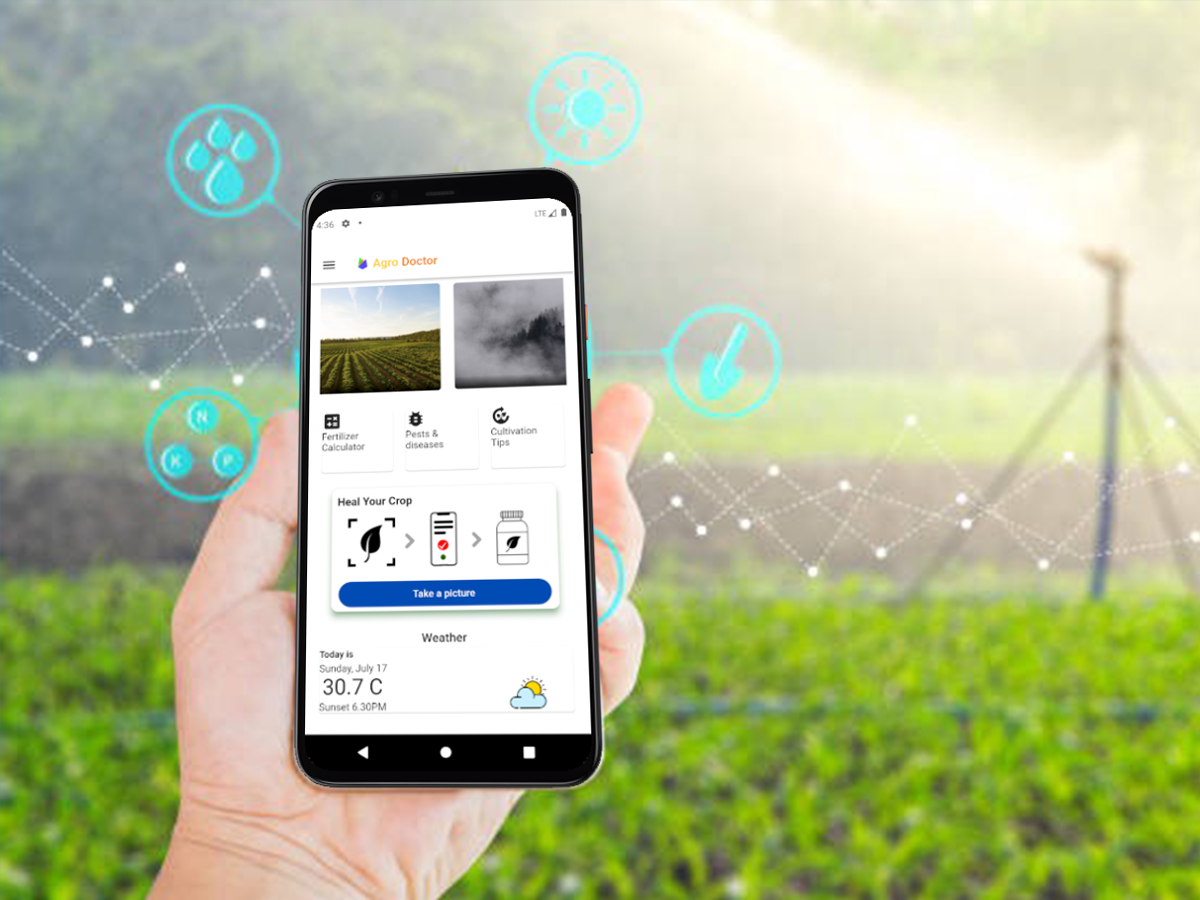 4:36
LTE
Agro Doctor
Fertilizer
Calculator
Pests &
diseases
Cultivation
Tips
Heal Your Crop
Take a picture
Weather
Today is
Sunday, July 17
30.7 C
Sunset 6.30PM
N
K
P